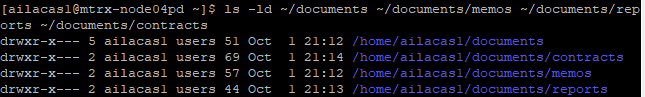 [ailacas1@mtrx-node04pd ~]$ ls -ld ~/documents ~/documents/memos ~/documents/rep
orts ~/documents/contracts
drwxr-x--- 5 ailacas1 users 51 Oct  1 21:12 /home/ailacas1/documents
drwxr-x--- 2 ailacas1 users 69 Oct  1 21:14 /home/ailacas1/documents/contracts
drwxr-x--- 2 ailacas1 users 57 Oct  1 21:12 /home/ailacas1/documents/memos
drwxr-x--- 2 ailacas1 users 44 Oct  1 21:13 /home/ailacas1/documents/reports